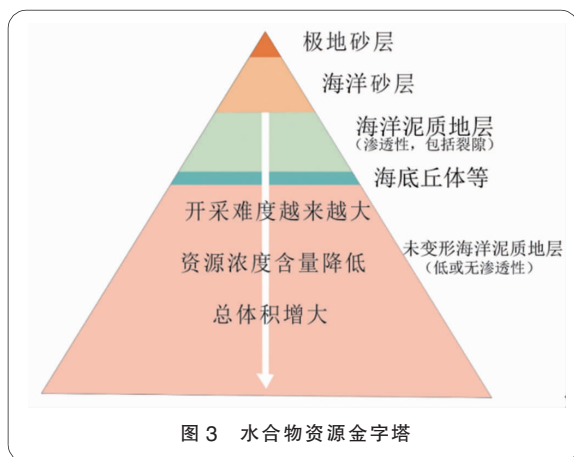 极地砂层
海洋砂层
海洋泥质地层
（渗透性，包括裂隙）
海底丘体等
开采难度越来越大
未变形海洋泥质地层
（低或无渗透性）
资源浓度含量降低
总体积增大
图3 水合物资源金字塔